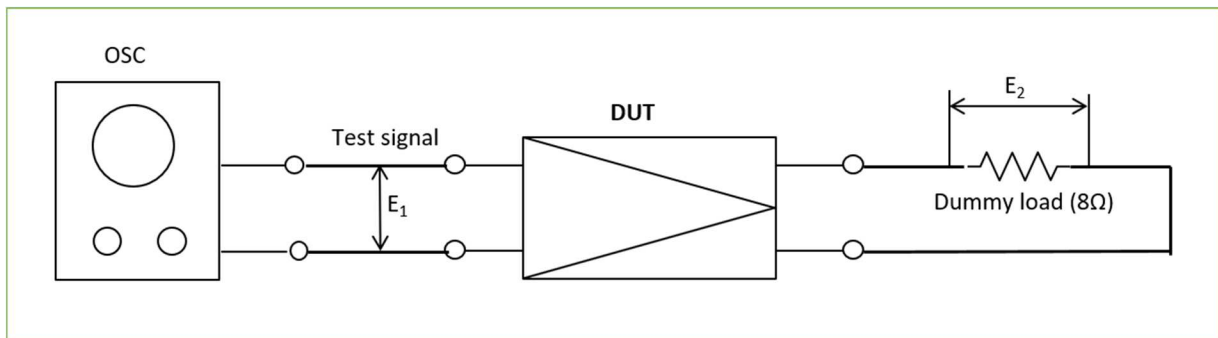 OSC
Test signal
E₁
DUT
E₂
Dummy load (8Ω)